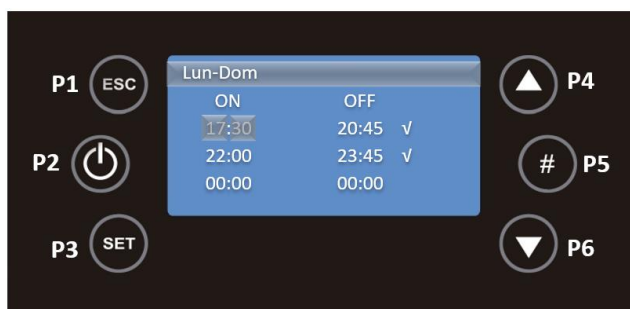 P1 ESC
Lun-Dom
P4
ON OFF
17:30 20:45 √
P2
22:00 23:45 √
# P5
00:00 00:00
P3 SET
P6